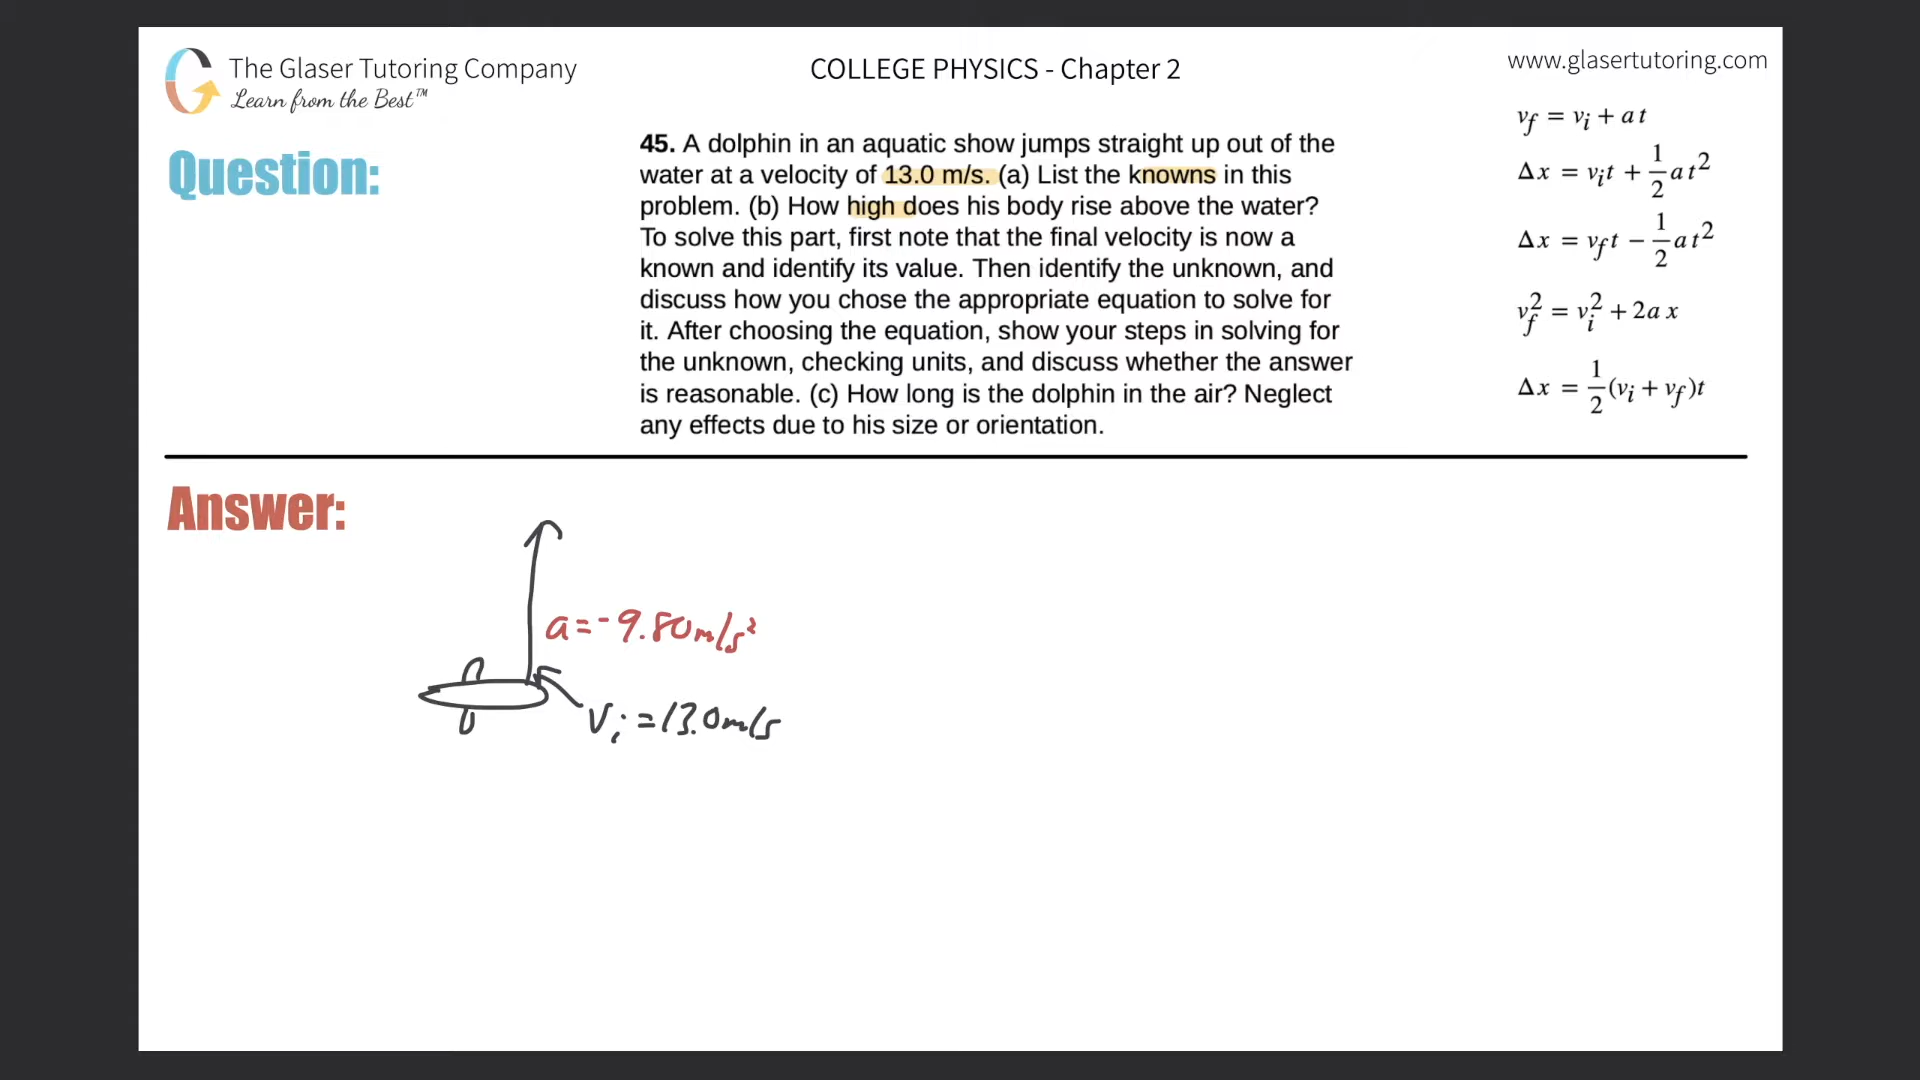 The Glaser Tutoring Company
Learn from the Best™
COLLEGE PHYSICS - Chapter 2
www.glasertutoring.com
Question:
45. A dolphin in an aquatic show jumps straight up out of the
water at a velocity of 13.0 m/s. (a) List the knowns in this
problem. (b) How high does his body rise above the water?
To solve this part, first note that the final velocity is now a
known and identify its value. Then identify the unknown, and
discuss how you chose the appropriate equation to solve for
it. After choosing the equation, show your steps in solving for
the unknown, checking units, and discuss whether the answer
is reasonable. (c) How long is the dolphin in the air? Neglect
any effects due to his size or orientation.
v_f = v_i + a t
Δx = v_i t + 1/2 a t²
Δx = v_f t − 1/2 a t²
v_f² = v_i² + 2a x
Δx = 1/2 (v_i + v_f)t
Answer:
a = -9.80 m/s²
V_i = 13.0 m/s